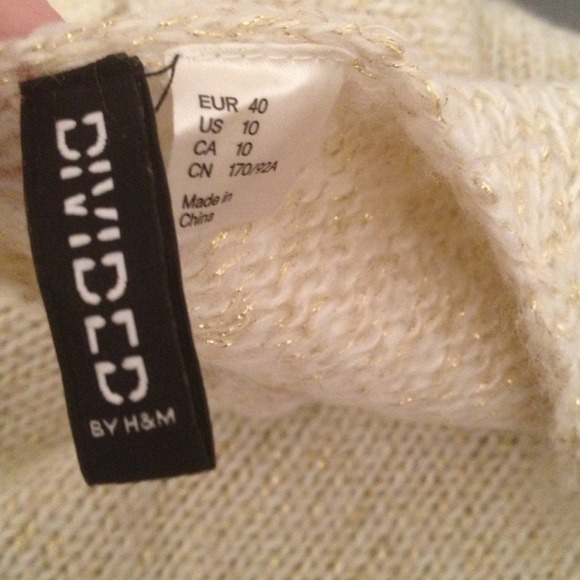 DIVIDED
BY H&M
EUR 40
US 10
CA 10
CN 170/92A
Made in
China